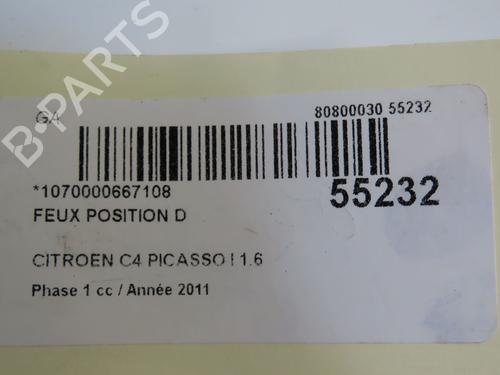 GA
80800030 55232
*1070000667108
55232
FEUX POSITION D
CITROEN C4 PICASSO I 1.6
Phase 1 cc / Année 2011
B-PARTS